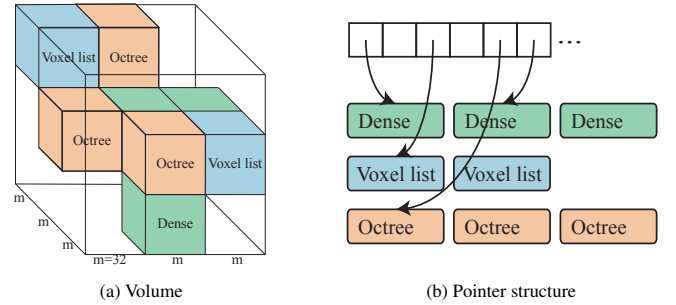 Voxel list
Octree
Octree
Octree
Voxel list
Dense
m
m
m
m=32
m
m
(a) Volume
...
Dense
Dense
Dense
Voxel list
Voxel list
Octree
Octree
Octree
(b) Pointer structure